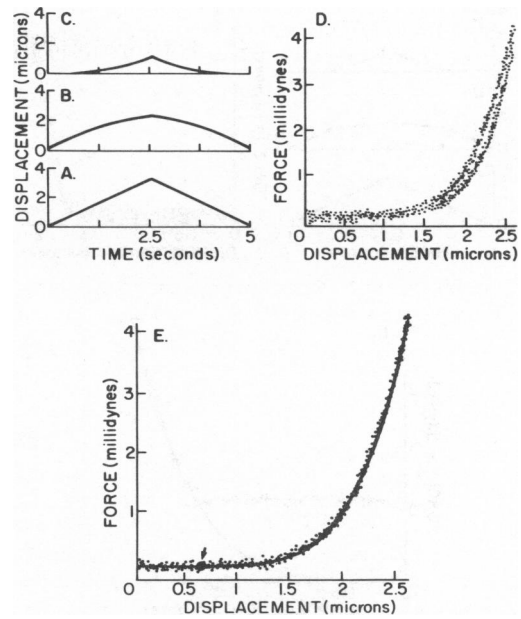 DISPLACEMENT (microns)
C.
4
2
0
B.
4
2
0
A.
4
2
0
2.5
5
TIME (seconds)
D.
FORCE (millidynes)
4
3
2
1
0
0.5
1
1.5
2
2.5
DISPLACEMENT (microns)
E.
FORCE (millidynes)
4
3
2
1
0
0.5
1
1.5
2
2.5
DISPLACEMENT (microns)